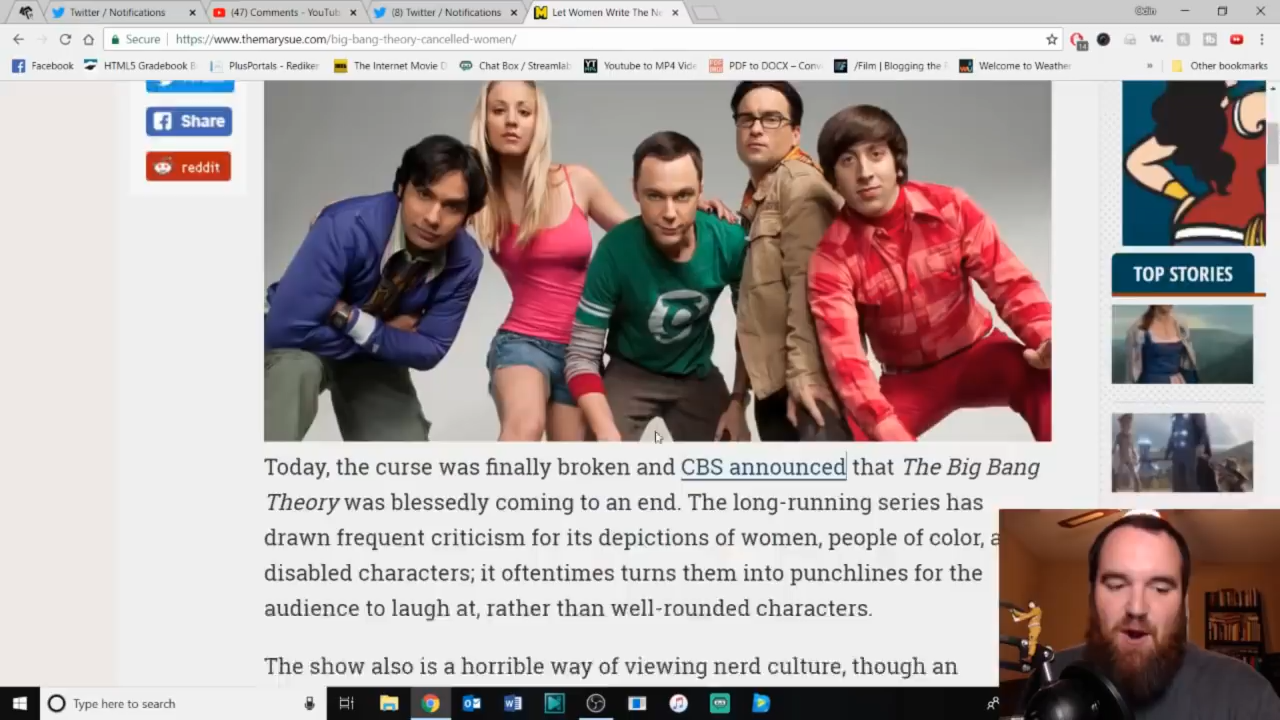 Twitter / Notifications
(47) Comments - YouTub
(8) Twitter / Notifications
Let Women Write The Ne
Odin
Secure
https://www.themarysue.com/big-bang-theory-cancelled-women/
14
Facebook
HTML5 Gradebook
PlusPortals - Rediker
The Internet Movie D
Chat Box / Streamlab
Youtube to MP4 Vide
PDF to DOCX – Conv
/Film | Blogging the
Welcome to Weather
Other bookmarks
Share
reddit
TOP STORIES
Today, the curse was finally broken and CBS announced that The Big Bang
Theory was blessedly coming to an end. The long-running series has
drawn frequent criticism for its depictions of women, people of color, a
disabled characters; it oftentimes turns them into punchlines for the
audience to laugh at, rather than well-rounded characters.
The show also is a horrible way of viewing nerd culture, though an
Type here to search